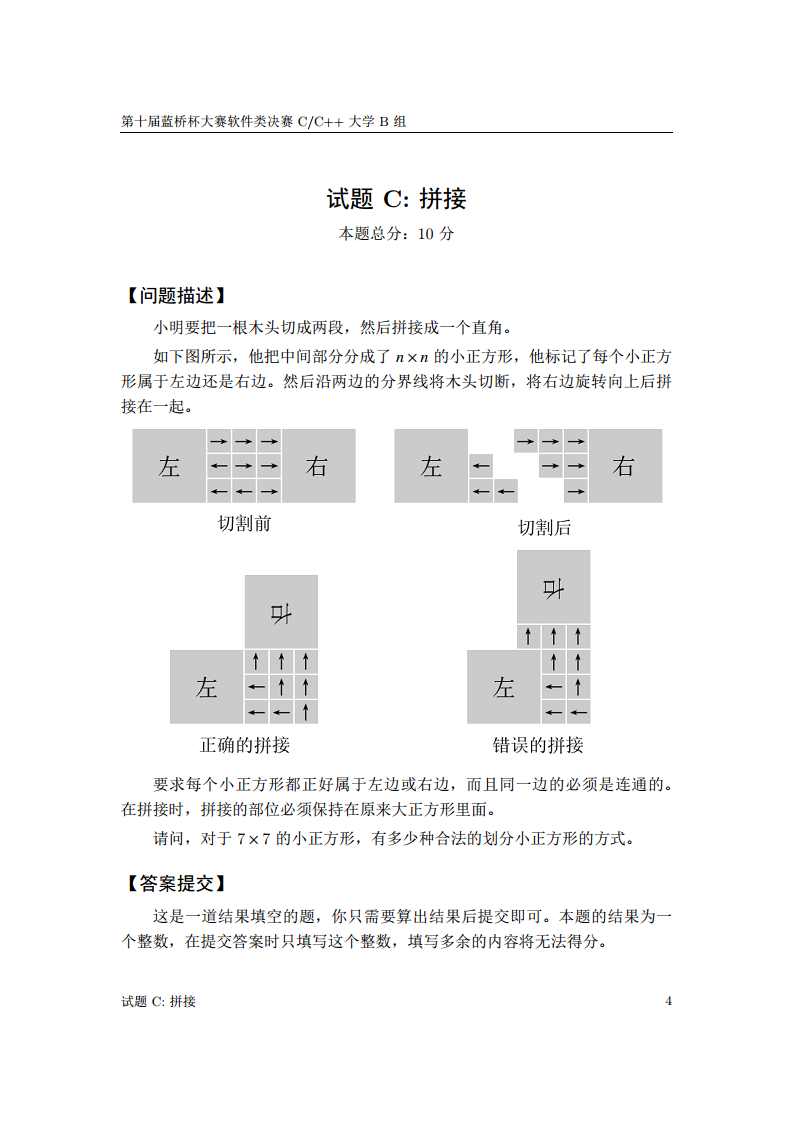 第十届蓝桥杯大赛软件类决赛 C/C++ 大学 B 组
试题 C: 拼接
本题总分：10 分
【问题描述】
小明要把一根木头切成两段，然后拼接成一个直角。
如下图所示，他把中间部分分成了 n × n 的小正方形，他标记了每个小正方
形属于左边还是右边。然后沿两边的分界线将木头切断，将右边旋转向上后拼
接在一起。
左 → → → 右 左 → → → 右
← → → ← → →
← ← → ← ← →
切割前 切割后
右 右
左 ↑ ↑ ↑ 左 ↑ ↑ ↑
← ↑ ↑ ↑ ↑
← ← ↑ ← ↑
← ←
正确的拼接 错误的拼接
要求每个小正方形都正好属于左边或右边，而且同一边的必须是连通的。
在拼接时，拼接的部位必须保持在原来大正方形里面。
请问，对于 7 × 7 的小正方形，有多少种合法的划分小正方形的方式。
【答案提交】
这是一道结果填空的题，你只需要算出结果后提交即可。本题的结果为一
个整数，在提交答案时只填写这个整数，填写多余的内容将无法得分。
试题 C: 拼接 4